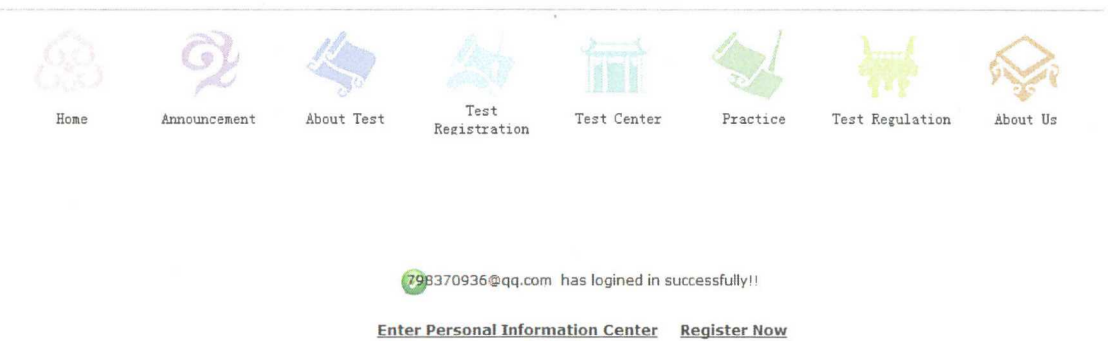 Home
Announcement
About Test
Test
Registration
Test Center
Practice
Test Regulation
About Us
798370936@qq.com has logined in successfully!!
Enter Personal Information Center Register Now